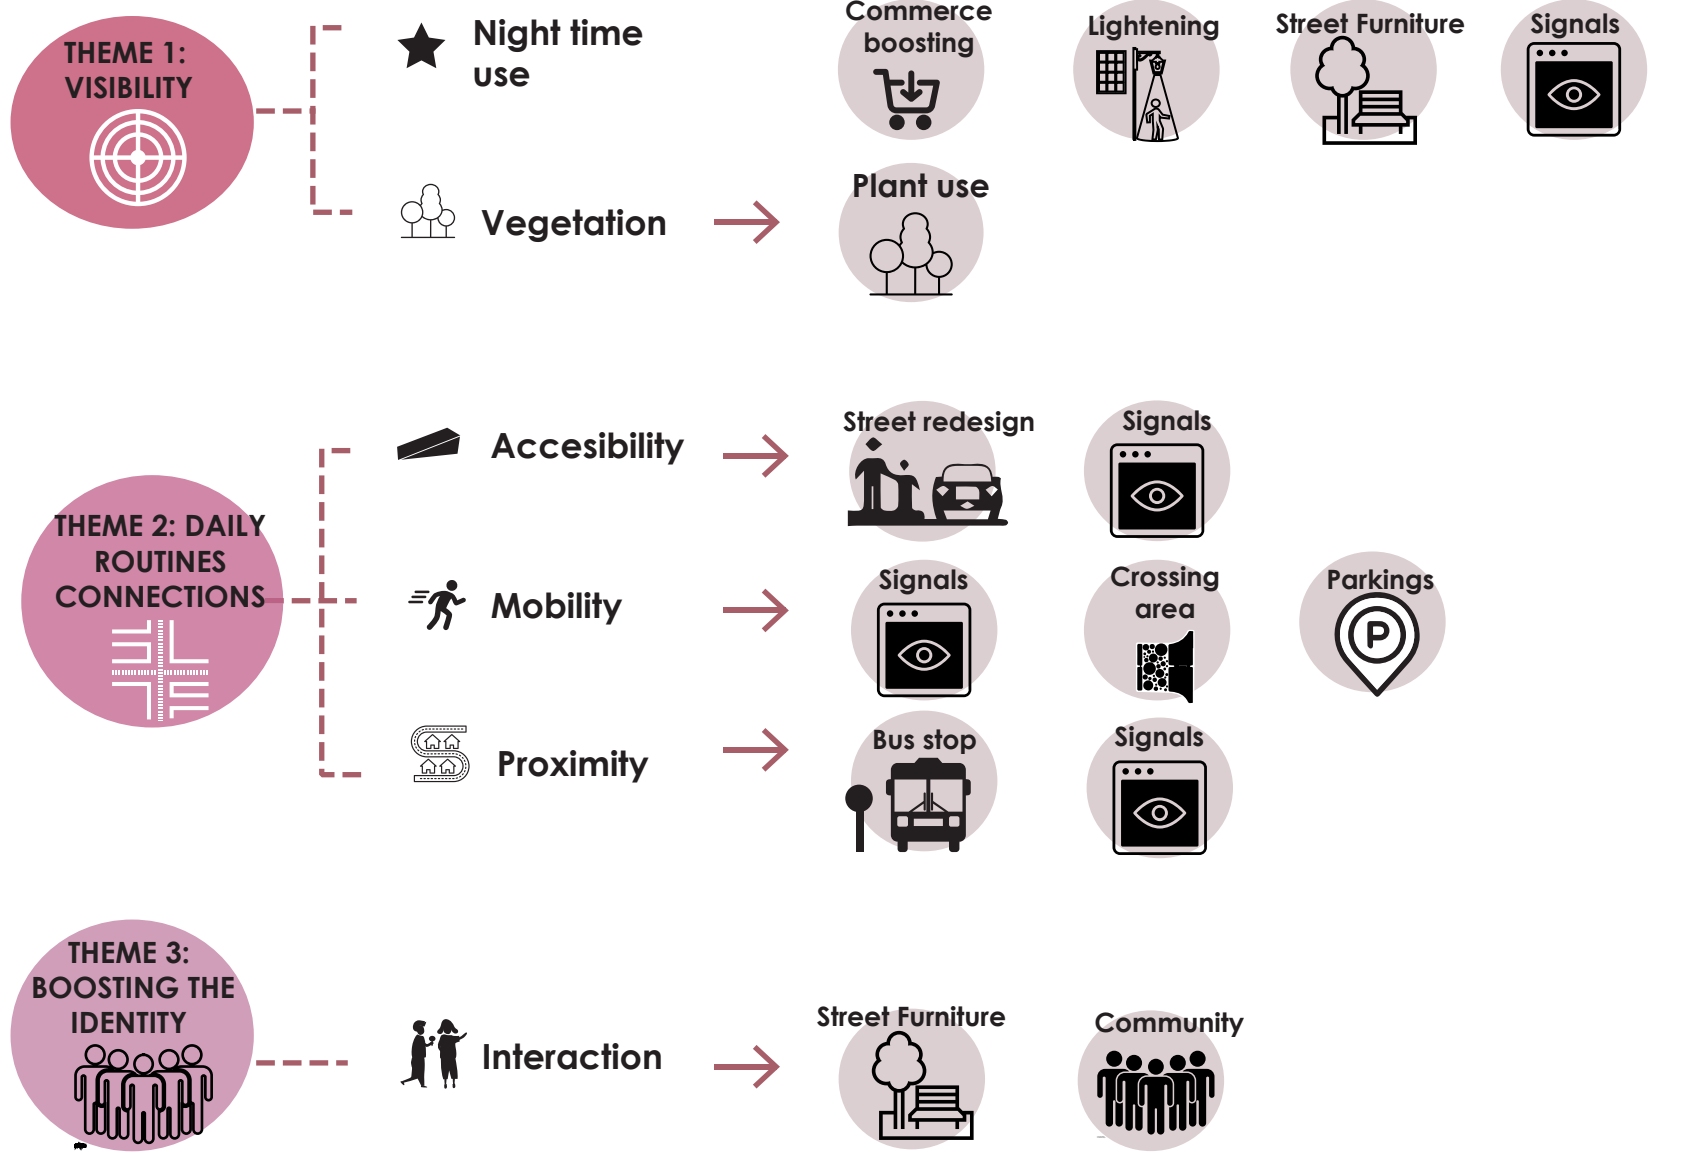 THEME 1:
VISIBILITY
Night time
use
Commerce
boosting
Lightening
Street Furniture
Signals
Vegetation
Plant use
THEME 2: DAILY
ROUTINES
CONNECTIONS
Accesibility
Street redesign
Signals
Mobility
Signals
Crossing
area
Parkings
P
Proximity
Bus stop
Signals
THEME 3:
BOOSTING THE
IDENTITY
Interaction
Street Furniture
Community